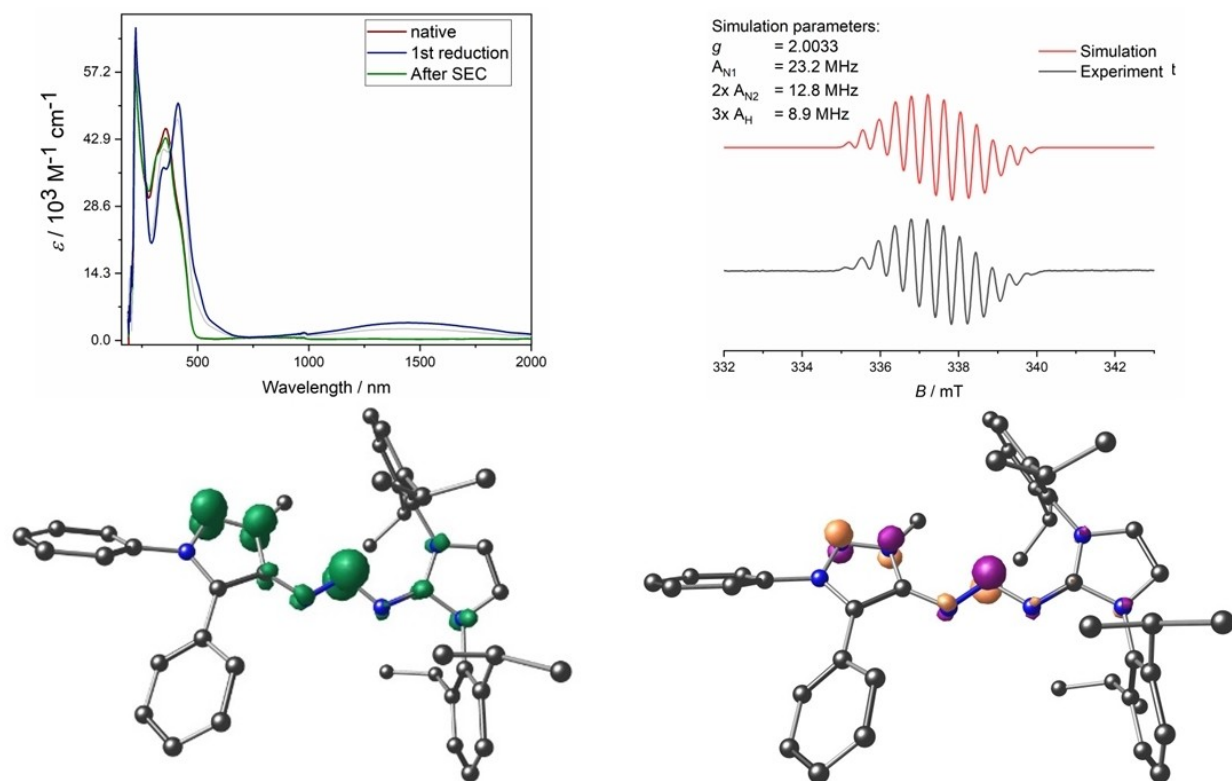 native
1st reduction
After SEC
57.2
42.9
28.6
14.3
0.0
ε / 10³ M⁻¹ cm⁻¹
500
1000
1500
2000
Wavelength / nm
Simulation parameters:
g = 2.0033
A_N1 = 23.2 MHz
2x A_N2 = 12.8 MHz
3x A_H = 8.9 MHz
Simulation
Experiment t
332
334
336
338
340
342
B / mT